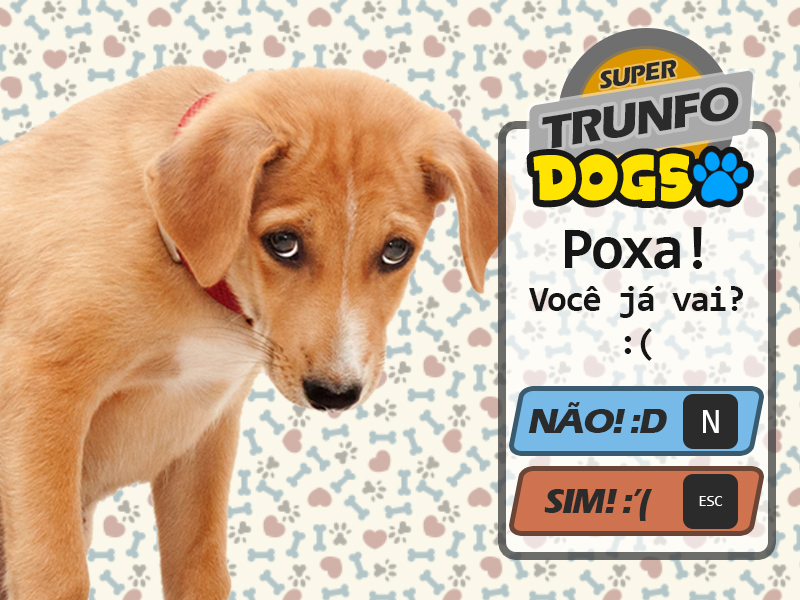 SUPER
TRUNFO
DOGS
Poxa!
Você já vai?
:(
NÃO! :D N
SIM! :'( ESC